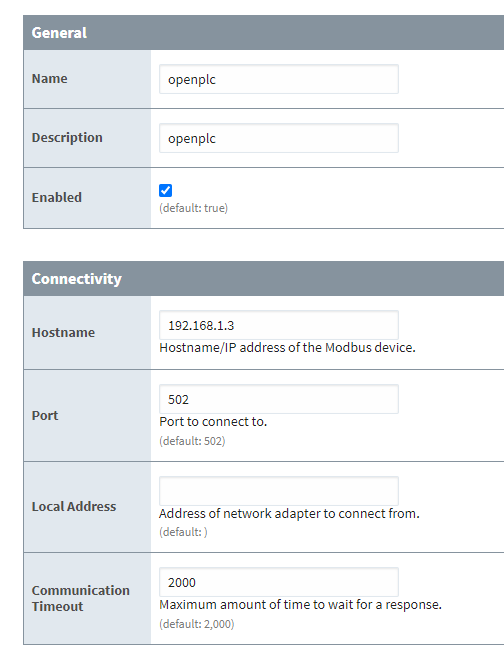 General
Name
openplc
Description
openplc
Enabled
(default: true)
Connectivity
Hostname
192.168.1.3
Hostname/IP address of the Modbus device.
Port
502
Port to connect to.
(default: 502)
Local Address
Address of network adapter to connect from.
(default: )
Communication
Timeout
2000
Maximum amount of time to wait for a response.
(default: 2,000)